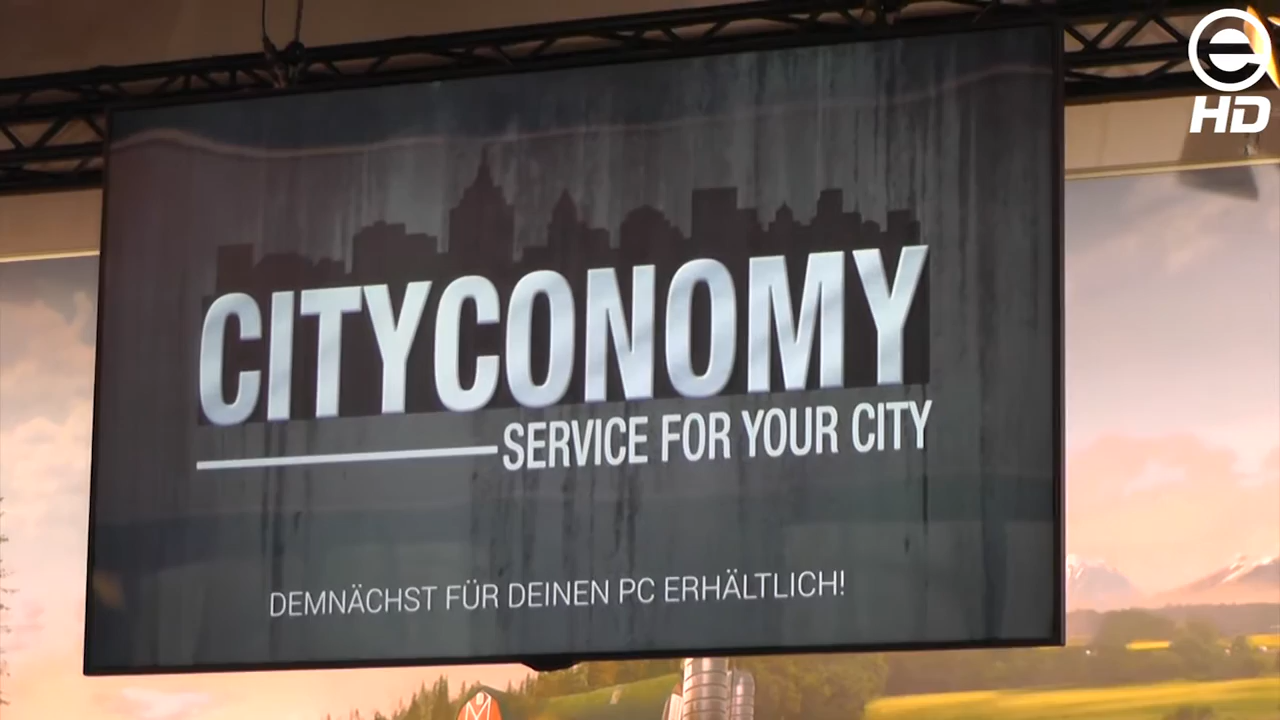 e
HD
CITYCONOMY
SERVICE FOR YOUR CITY
DEMNÄCHST FÜR DEINEN PC ERHÄLTLICH!